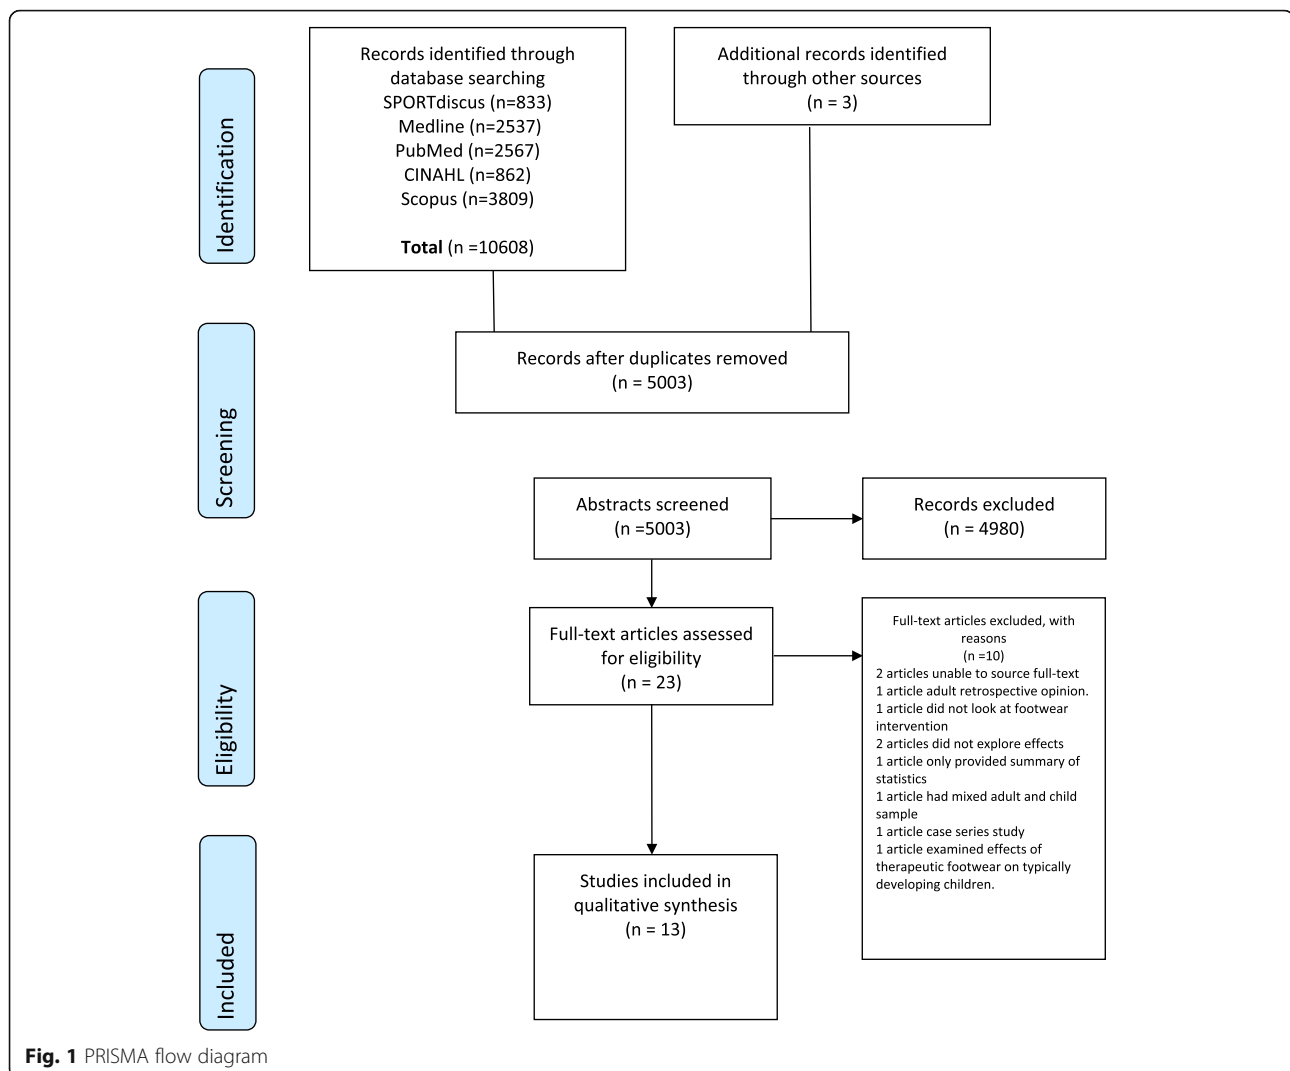 Identification
Records identified through
database searching
SPORTdiscus (n=833)
Medline (n=2537)
PubMed (n=2567)
CINAHL (n=862)
Scopus (n=3809)
Total (n =10608)
Additional records identified
through other sources
(n = 3)
Screening
Records after duplicates removed
(n = 5003)
Abstracts screened
(n =5003)
Records excluded
(n = 4980)
Eligibility
Full-text articles assessed
for eligibility
(n = 23)
Full-text articles excluded, with
reasons
(n =10)
2 articles unable to source full-text
1 article adult retrospective opinion.
1 article did not look at footwear
intervention
2 articles did not explore effects
1 article only provided summary of
statistics
1 article had mixed adult and child
sample
1 article case series study
1 article examined effects of
therapeutic footwear on typically
developing children.
Included
Studies included in
qualitative synthesis
(n = 13)
Fig. 1 PRISMA flow diagram